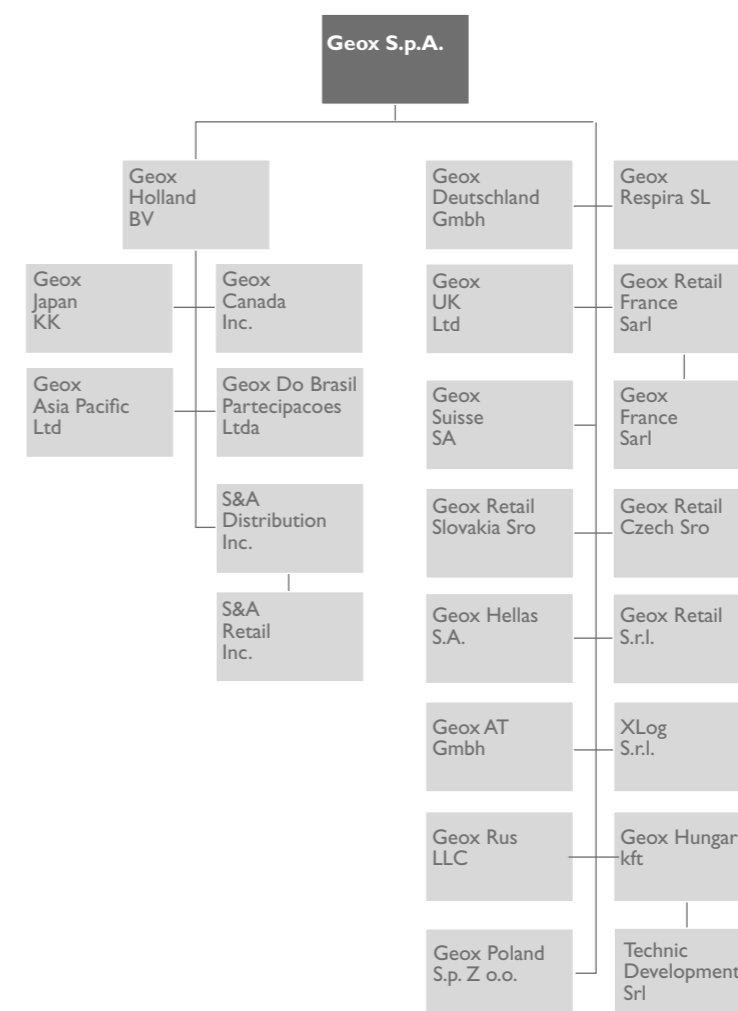 Geox S.p.A.
Geox
Holland
BV
Geox
Japan
KK
Geox
Canada
Inc.
Geox
Asia Pacific
Ltd
Geox Do Brasil
Partecipacoes
Ltda
S&A
Distribution
Inc.
S&A
Retail
Inc.
Geox
Deutschland
Gmbh
Geox
Respira SL
Geox
UK
Ltd
Geox Retail
France
Sarl
Geox
Suisse
SA
Geox
France
Sarl
Geox Retail
Slovakia Sro
Geox Retail
Czech Sro
Geox Hellas
S.A.
Geox Retail
S.r.l.
Geox AT
Gmbh
XLog
S.r.l.
Geox Rus
LLC
Geox Hungar
kft
Geox Poland
S.p. Z o.o.
Technic
Development
Srl